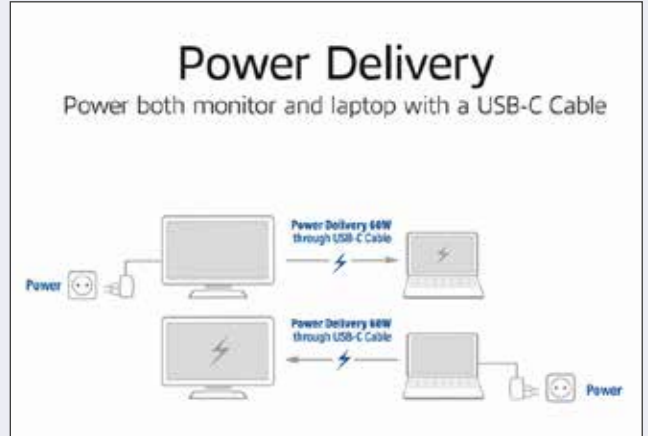 Power Delivery
Power both monitor and laptop with a USB-C Cable
Power Delivery 60W
through USB-C Cable
Power
Power Delivery 60W
through USB-C Cable
Power